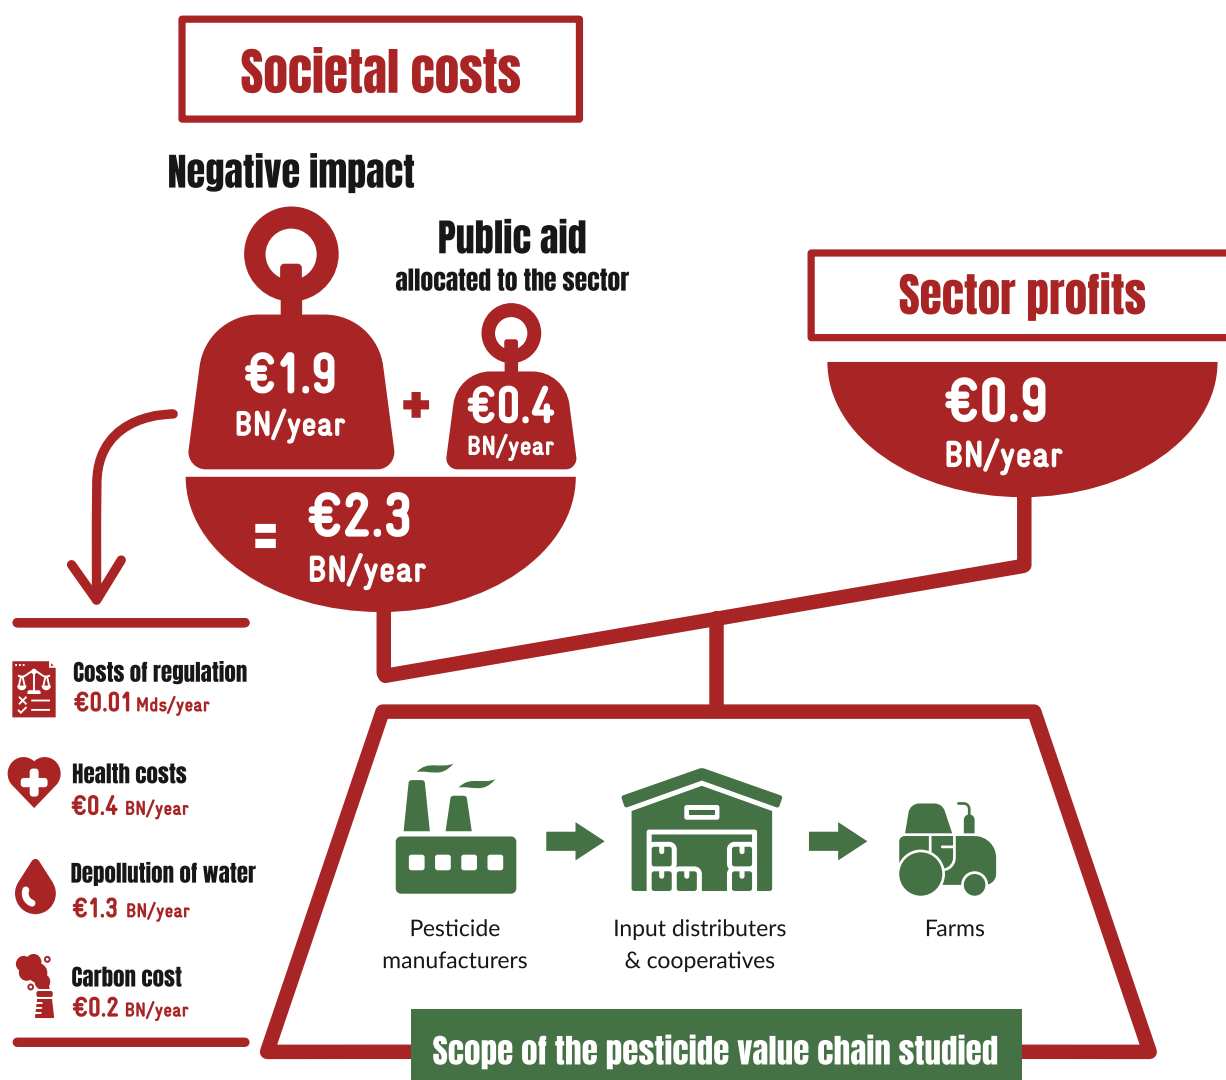 Societal costs
Negative impact
Public aid
allocated to the sector
€1.9
BN/year
+
€0.4
BN/year
=
€2.3
BN/year
Sector profits
€0.9
BN/year
Costs of regulation
€0.01 Mds/year
Health costs
€0.4 BN/year
Depollution of water
€1.3 BN/year
Carbon cost
€0.2 BN/year
Pesticide
manufacturers
Input distributers
& cooperatives
Farms
Scope of the pesticide value chain studied